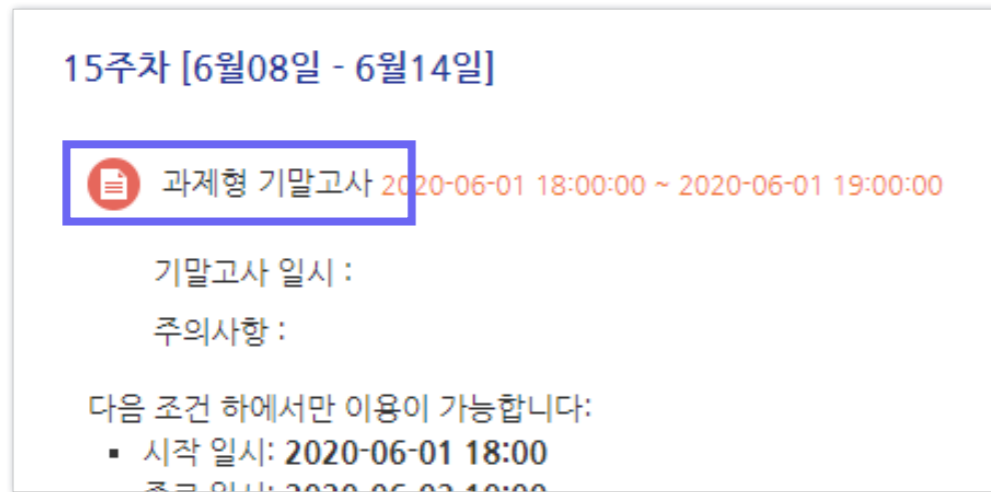 15주차 [6월08일 - 6월14일]
과제형 기말고사 2020-06-01 18:00:00 ~ 2020-06-01 19:00:00
기말고사 일시 :
주의사항 :
다음 조건 하에서만 이용이 가능합니다:
▪ 시작 일시: 2020-06-01 18:00